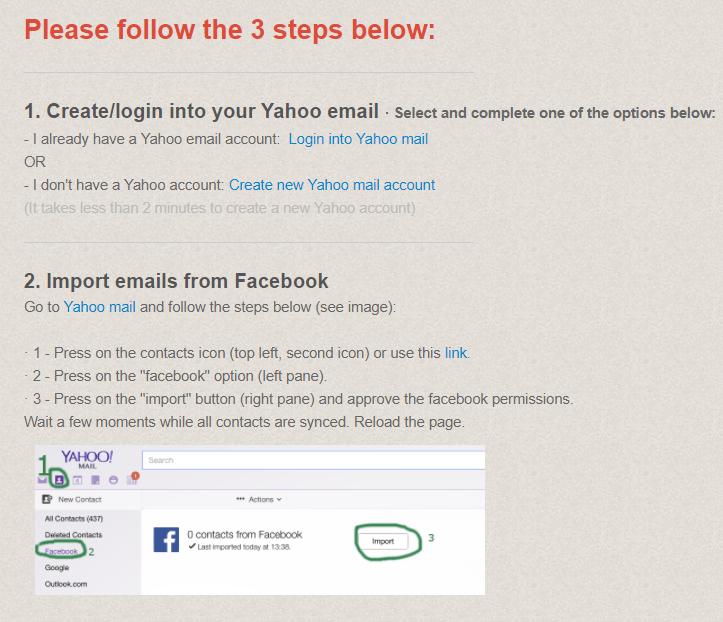 Please follow the 3 steps below:
1. Create/login into your Yahoo email · Select and complete one of the options below:
- I already have a Yahoo email account: Login into Yahoo mail
OR
- I don't have a Yahoo account: Create new Yahoo mail account
(It takes less than 2 minutes to create a new Yahoo account)
2. Import emails from Facebook
Go to Yahoo mail and follow the steps below (see image):
· 1 - Press on the contacts icon (top left, second icon) or use this link.
· 2 - Press on the "facebook" option (left pane).
· 3 - Press on the "import" button (right pane) and approve the facebook permissions.
Wait a few moments while all contacts are synced. Reload the page.
1
YAHOO!
MAIL
Search
New Contact
••• Actions
All Contacts (437)
Deleted Contacts
Facebook 2
Google
Outlook.com
0 contacts from Facebook
Last imported today at 13:38.
Import 3